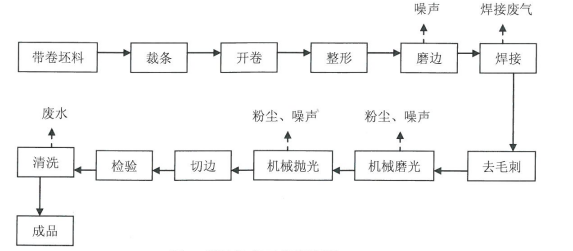 噪声
焊接废气
带卷坯料
裁条
开卷
整形
磨边
焊接
废水
粉尘、噪声
粉尘、噪声
清洗
检验
切边
机械抛光
机械磨光
去毛刺
成品